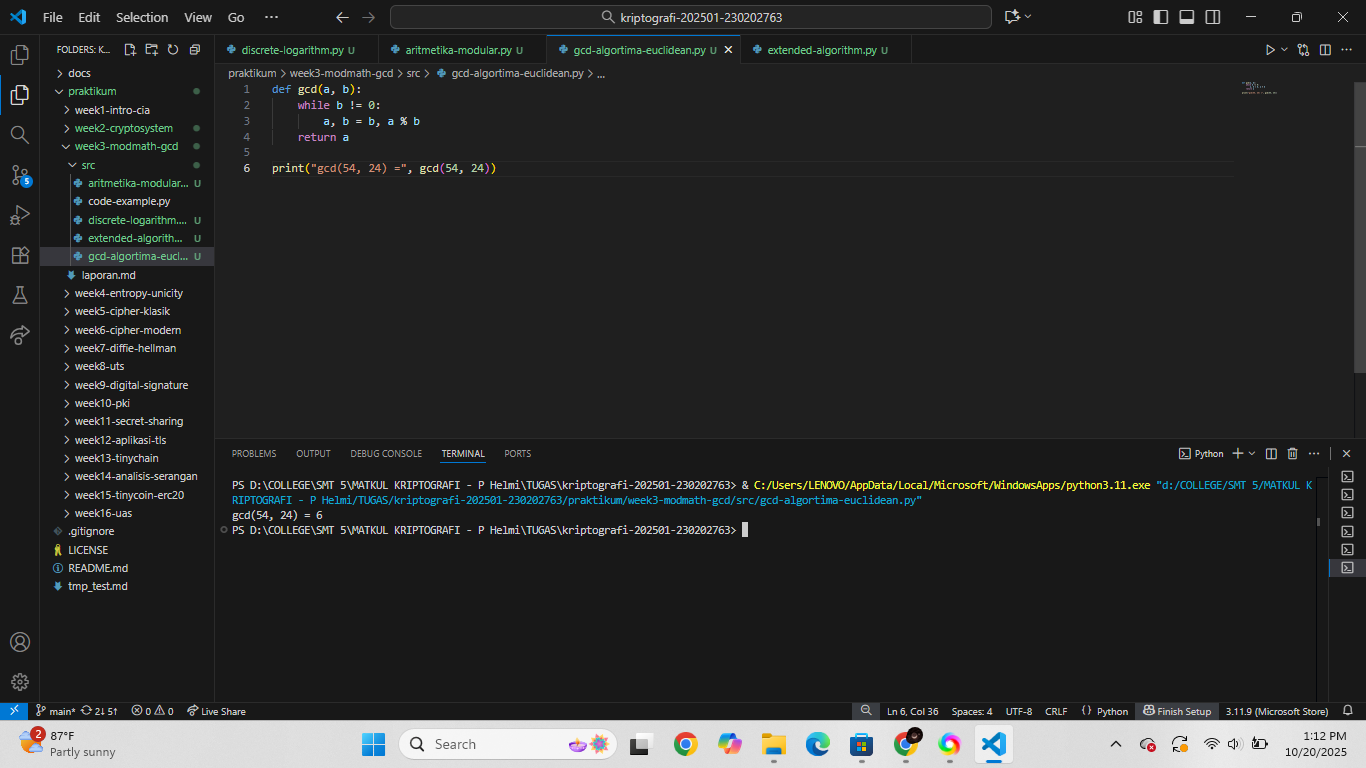 File Edit Selection View Go ··· kriptografi-202501-230202763
FOLDERS: K...
docs
praktikum
week1-intro-cia
week2-cryptosystem
week3-modmath-gcd
src
aritmetika-modular... U
code-example.py
discrete-logarithm.... U
extended-algorith... U
gcd-algortima-eucl... U
laporan.md
week4-entropy-unicity
week5-cipher-klasik
week6-cipher-modern
week7-diffie-hellman
week8-uts
week9-digital-signature
week10-pki
week11-secret-sharing
week12-aplikasi-tls
week13-tinychain
week14-analisis-serangan
week15-tinycoin-erc20
week16-uas
.gitignore
LICENSE
README.md
tmp_test.md
5
discrete-logarithm.py U aritmetika-modular.py U gcd-algortima-euclidean.py U extended-algorithm.py U
praktikum > week3-modmath-gcd > src > gcd-algortima-euclidean.py > ...
1 def gcd(a, b):
2 while b != 0:
3 a, b = b, a % b
4 return a
5
6 print("gcd(54, 24) =", gcd(54, 24))
PROBLEMS OUTPUT DEBUG CONSOLE TERMINAL PORTS Python
PS D:\COLLEGE\SMT 5\MATKUL KRIPTOGRAFI - P Helmi\TUGAS\kriptografi-202501-230202763> & C:/Users/LENOVO/AppData/Local/Microsoft/WindowsApps/python3.11.exe "d:/COLLEGE/SMT 5/MATKUL K
RIPTOGRAFI - P Helmi/TUGAS/kriptografi-202501-230202763/praktikum/week3-modmath-gcd/src/gcd-algortima-euclidean.py"
gcd(54, 24) = 6
PS D:\COLLEGE\SMT 5\MATKUL KRIPTOGRAFI - P Helmi\TUGAS\kriptografi-202501-230202763>
main* 2↓ 5↑ 0 0 Live Share Ln 6, Col 36 Spaces: 4 UTF-8 CRLF {} Python Finish Setup 3.11.9 (Microsoft Store)
2
87°F
Partly sunny
Search
1:12 PM
10/20/2025